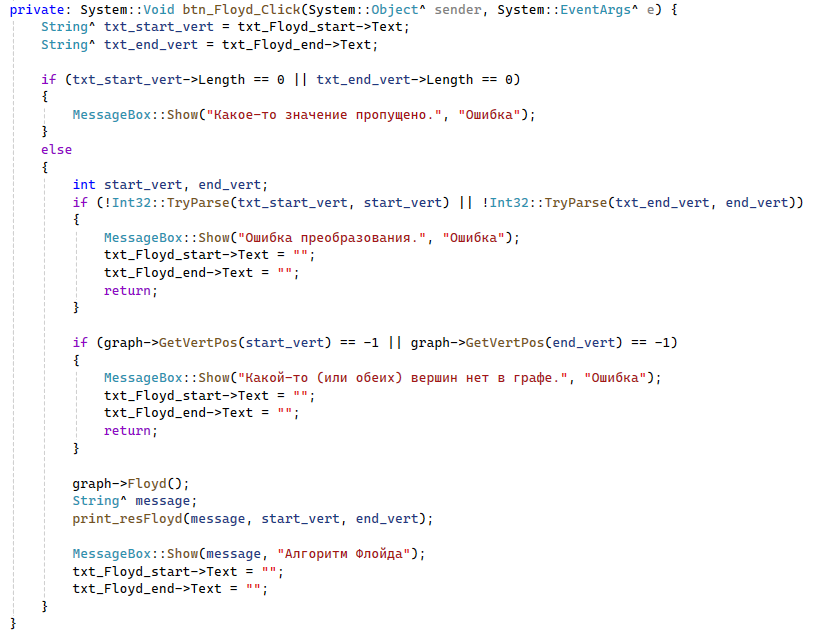 private: System::Void btn_Floyd_Click(System::Object^ sender, System::EventArgs^ e) {
    String^ txt_start_vert = txt_Floyd_start->Text;
    String^ txt_end_vert = txt_Floyd_end->Text;

    if (txt_start_vert->Length == 0 || txt_end_vert->Length == 0)
    {
        MessageBox::Show("Какое-то значение пропущено.", "Ошибка");
    }
    else
    {
        int start_vert, end_vert;
        if (!Int32::TryParse(txt_start_vert, start_vert) || !Int32::TryParse(txt_end_vert, end_vert))
        {
            MessageBox::Show("Ошибка преобразования.", "Ошибка");
            txt_Floyd_start->Text = "";
            txt_Floyd_end->Text = "";
            return;
        }

        if (graph->GetVertPos(start_vert) == -1 || graph->GetVertPos(end_vert) == -1)
        {
            MessageBox::Show("Какой-то (или обеих) вершин нет в графе.", "Ошибка");
            txt_Floyd_start->Text = "";
            txt_Floyd_end->Text = "";
            return;
        }

        graph->Floyd();
        String^ message;
        print_resFloyd(message, start_vert, end_vert);

        MessageBox::Show(message, "Алгоритм Флойда");
        txt_Floyd_start->Text = "";
        txt_Floyd_end->Text = "";
    }
}